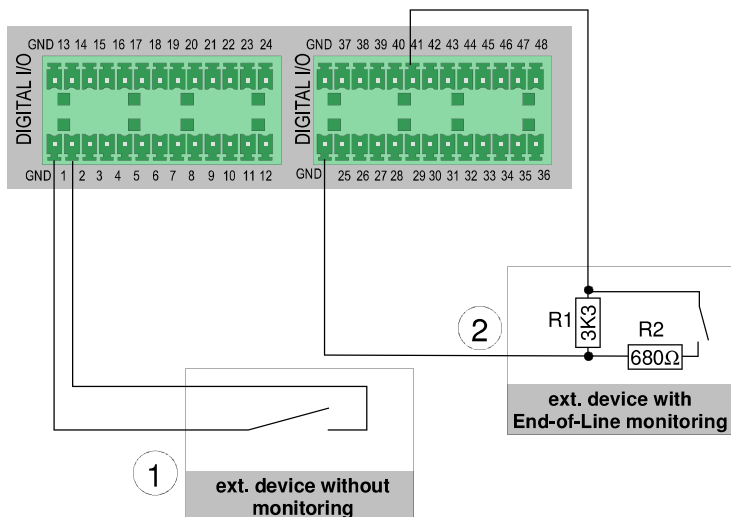 GND 13 14 15 16 17 18 19 20 21 22 23 24
GND 37 38 39 40 41 42 43 44 45 46 47 48
DIGITAL I/O
DIGITAL I/O
GND 1 2 3 4 5 6 7 8 9 10 11 12
GND 25 26 27 28 29 30 31 32 33 34 35 36
2
R1
3K3
R2
680Ω
ext. device with
End-of-Line monitoring
1
ext. device without
monitoring